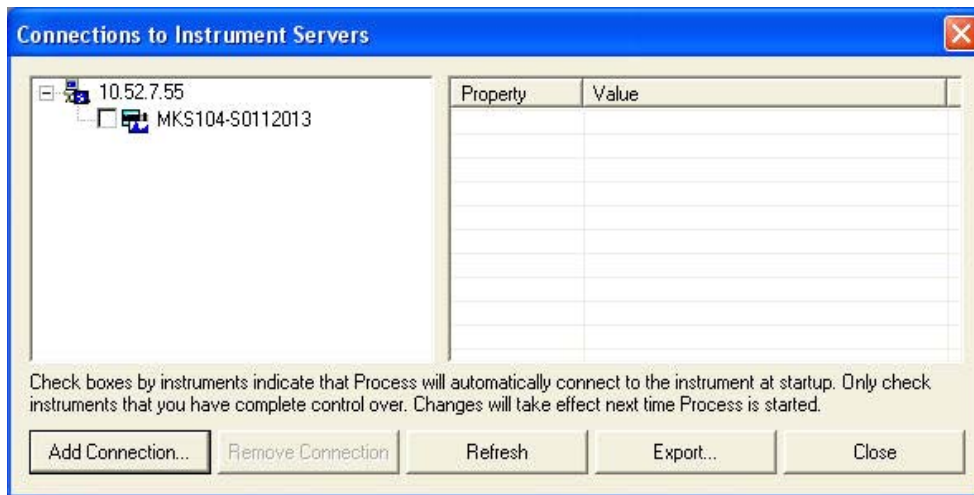 Connections to Instrument Servers
10.52.7.55
MKS104-S0112013
Property Value
Check boxes by instruments indicate that Process will automatically connect to the instrument at startup. Only check
instruments that you have complete control over. Changes will take effect next time Process is started.
Add Connection... Remove Connection Refresh Export... Close